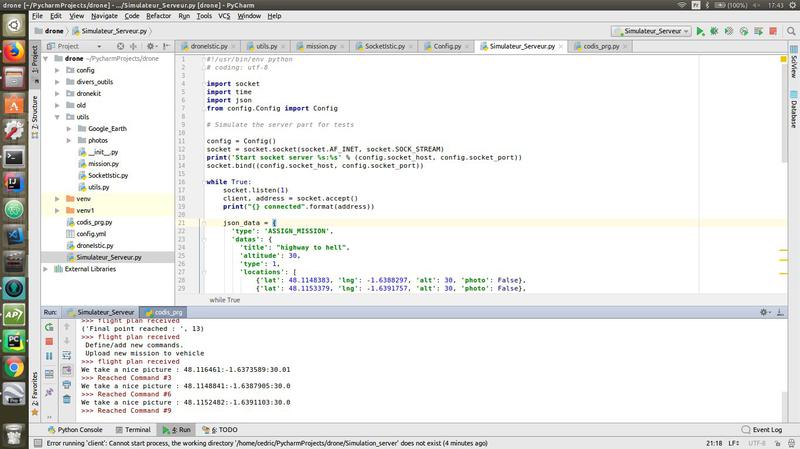 drone [~/PycharmProjects/drone] - .../Simulateur_Serveur.py [drone] - PyCharm
Fr
(100%)
17:43
File Edit View Navigate Code Refactor Run Tools VCS Window Help
drone Simulateur_Serveur.py
Simulateur_Serveur
Project
droneIstic.py utils.py mission.py SocketIstic.py Config.py Simulateur_Serveur.py codis_prg.py
1: Project
7: Structure
2: Favorites
SciView
Database
drone ~/PycharmProjects/drone
config
divers_outils
dronekit
old
utils
Google_Earth
photos
__init__.py
mission.py
SocketIstic.py
utils.py
venv
venv1
codis_prg.py
config.yml
droneIstic.py
Simulateur_Serveur.py
External Libraries
1 #!/usr/bin/env python
2 # coding: utf-8
3
4 import socket
5 import time
6 import json
7 from config.Config import Config
8
9 # Simulate the server part for tests
10
11 config = Config()
12 socket = socket.socket(socket.AF_INET, socket.SOCK_STREAM)
13 print('Start socket server %s:%s' % (config.socket_host, config.socket_port))
14 socket.bind((config.socket_host, config.socket_port))
15
16 while True:
17 socket.listen(1)
18 client, address = socket.accept()
19 print("{} connected".format(address))
20
21 json_data = {
22 'type': 'ASSIGN_MISSION',
23 'datas': {
24 'title': "highway to hell",
25 'altitude': 30,
26 'type': 1,
27 'locations': [
28 {'lat': 48.1148383, 'lng': -1.6388297, 'alt': 30, 'photo': False},
{'lat': 48.1153379, 'lng': -1.6391757, 'alt': 30, 'photo': False},
while True
Run: Simulateur_Serveur codis_prg
>>> flight plan received
('Final point reached : ', 13)
>>> flight plan received
Define/add new commands.
Upload new mission to vehicle
>>> flight plan received
We take a nice picture : 48.116461:-1.6373589:30.01
>>> Reached Command #3
We take a nice picture : 48.1148841:-1.6387905:30.0
>>> Reached Command #6
We take a nice picture : 48.1152482:-1.6391103:30.0
>>> Reached Command #9
Python Console Terminal 4: Run 6: TODO Event Log
Error running 'client': Cannot start process, the working directory '/home/cedric/PycharmProjects/drone/Simulation_server' does not exist (4 minutes ago)
21:18 LF÷ UTF-8